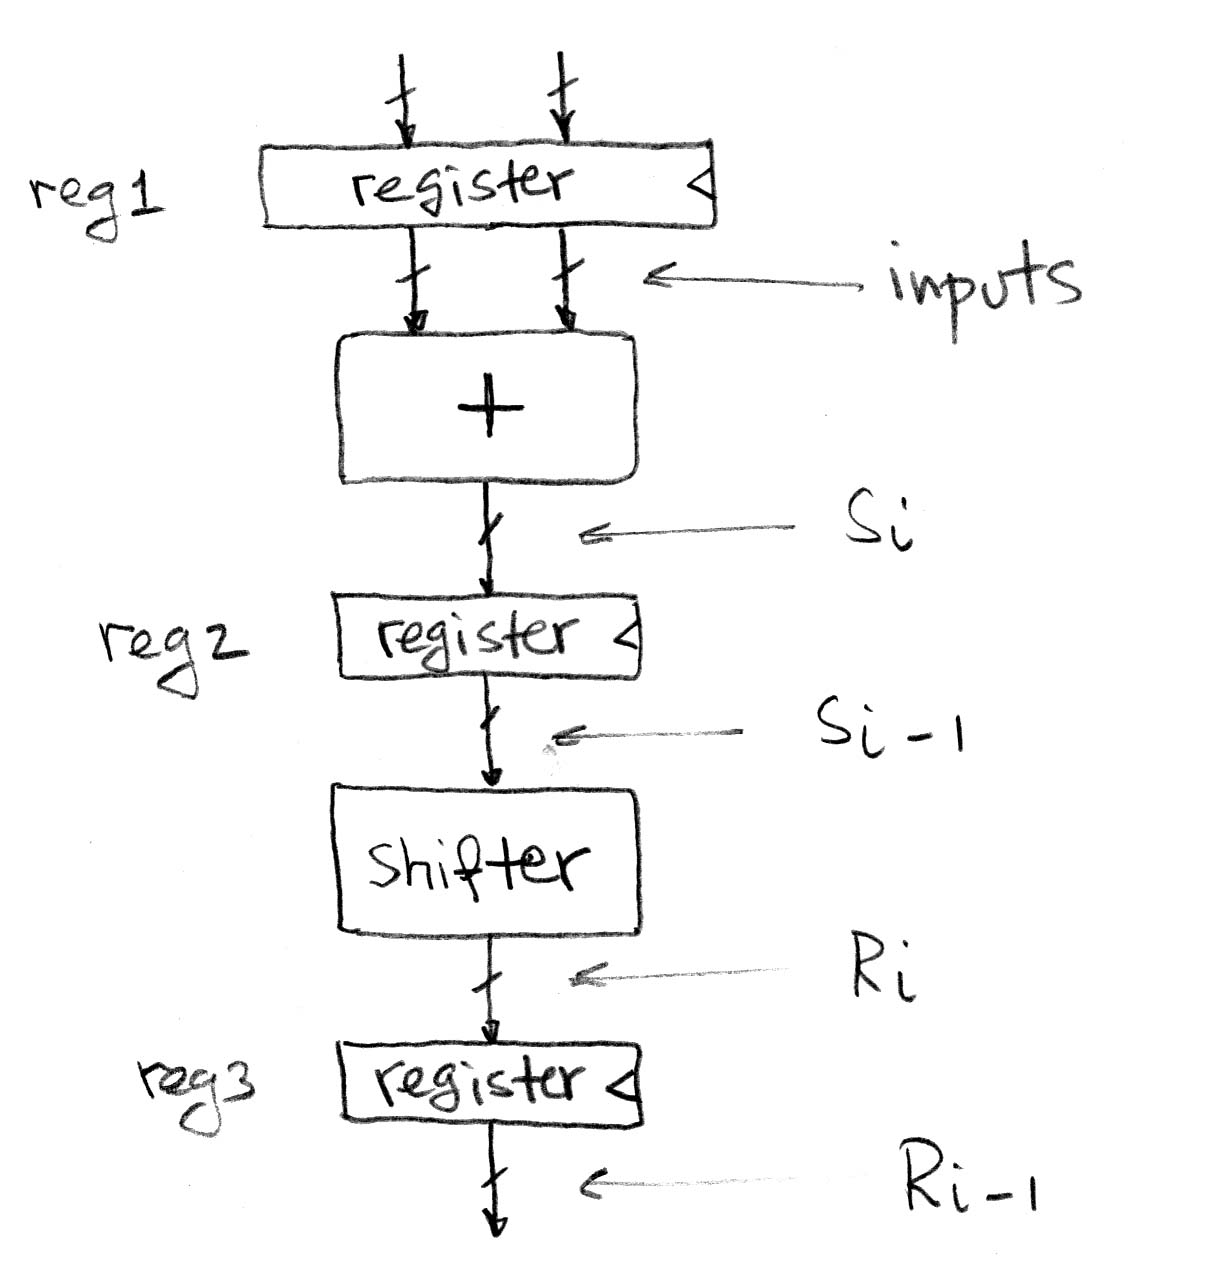 reg1
register
inputs
+
Si
reg2
register
Si-1
shifter
Ri
reg3
register
Ri-1